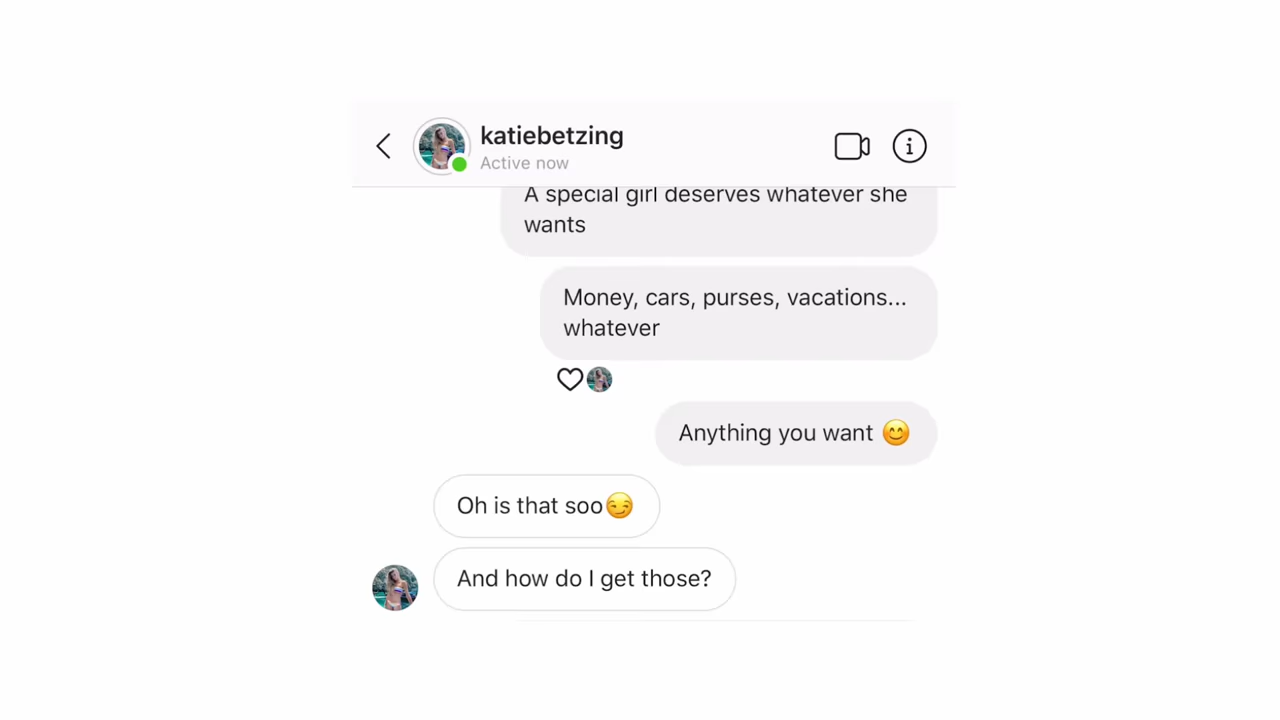 katiebetzing
Active now
A special girl deserves whatever she
wants
Money, cars, purses, vacations...
whatever
Anything you want 😊
Oh is that soo😏
And how do I get those?